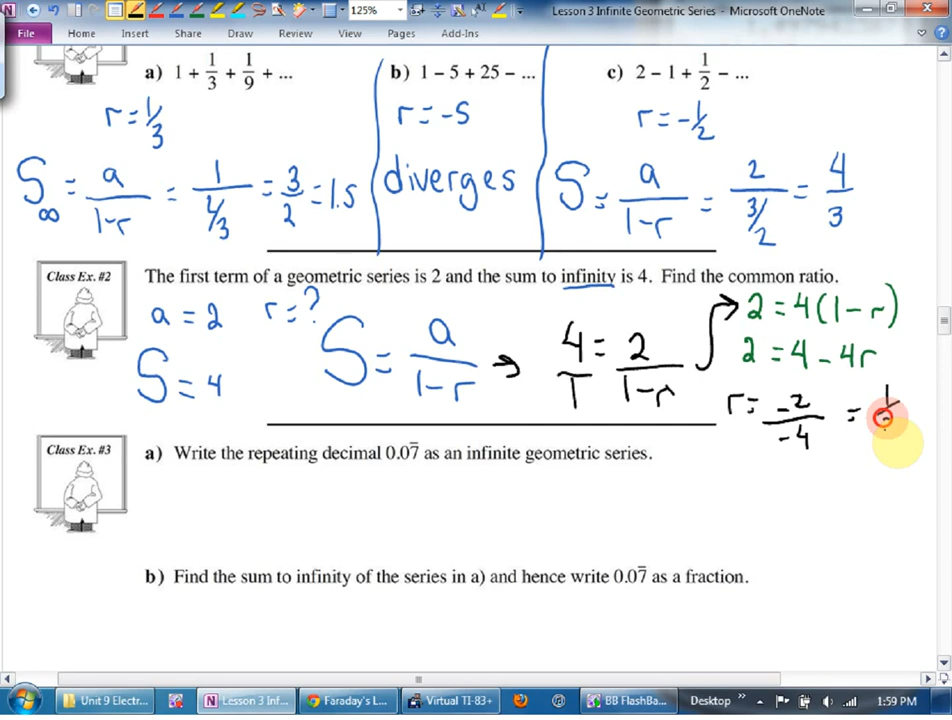 Lesson 3 Infinite Geometric Series - Microsoft OneNote
125%
File Home Insert Share Draw Review View Pages Add-Ins
a) 1 + 1/3 + 1/9 + ... b) 1 – 5 + 25 – ... c) 2 – 1 + 1/2 – ...
r = 1/3 r = -5 r = -1/2
S∞ = a/(1-r) = 1/(2/3) = 3/2 = 1.5 diverges S = a/(1-r) = 2/(3/2) = 4/3
Class Ex. #2 The first term of a geometric series is 2 and the sum to infinity is 4. Find the common ratio.
a = 2 r = ?
S = 4
S = a/(1-r) → 4/1 = 2/(1-r)
2 = 4(1-r)
2 = 4 - 4r
r = -2/-4 = 1
Class Ex. #3 a) Write the repeating decimal 0.07̅ as an infinite geometric series.
b) Find the sum to infinity of the series in a) and hence write 0.07̅ as a fraction.
Unit 9 Electr... Lesson 3 Inf... Faraday's L... Virtual TI-83+ BB FlashBa... Desktop » 1:59 PM